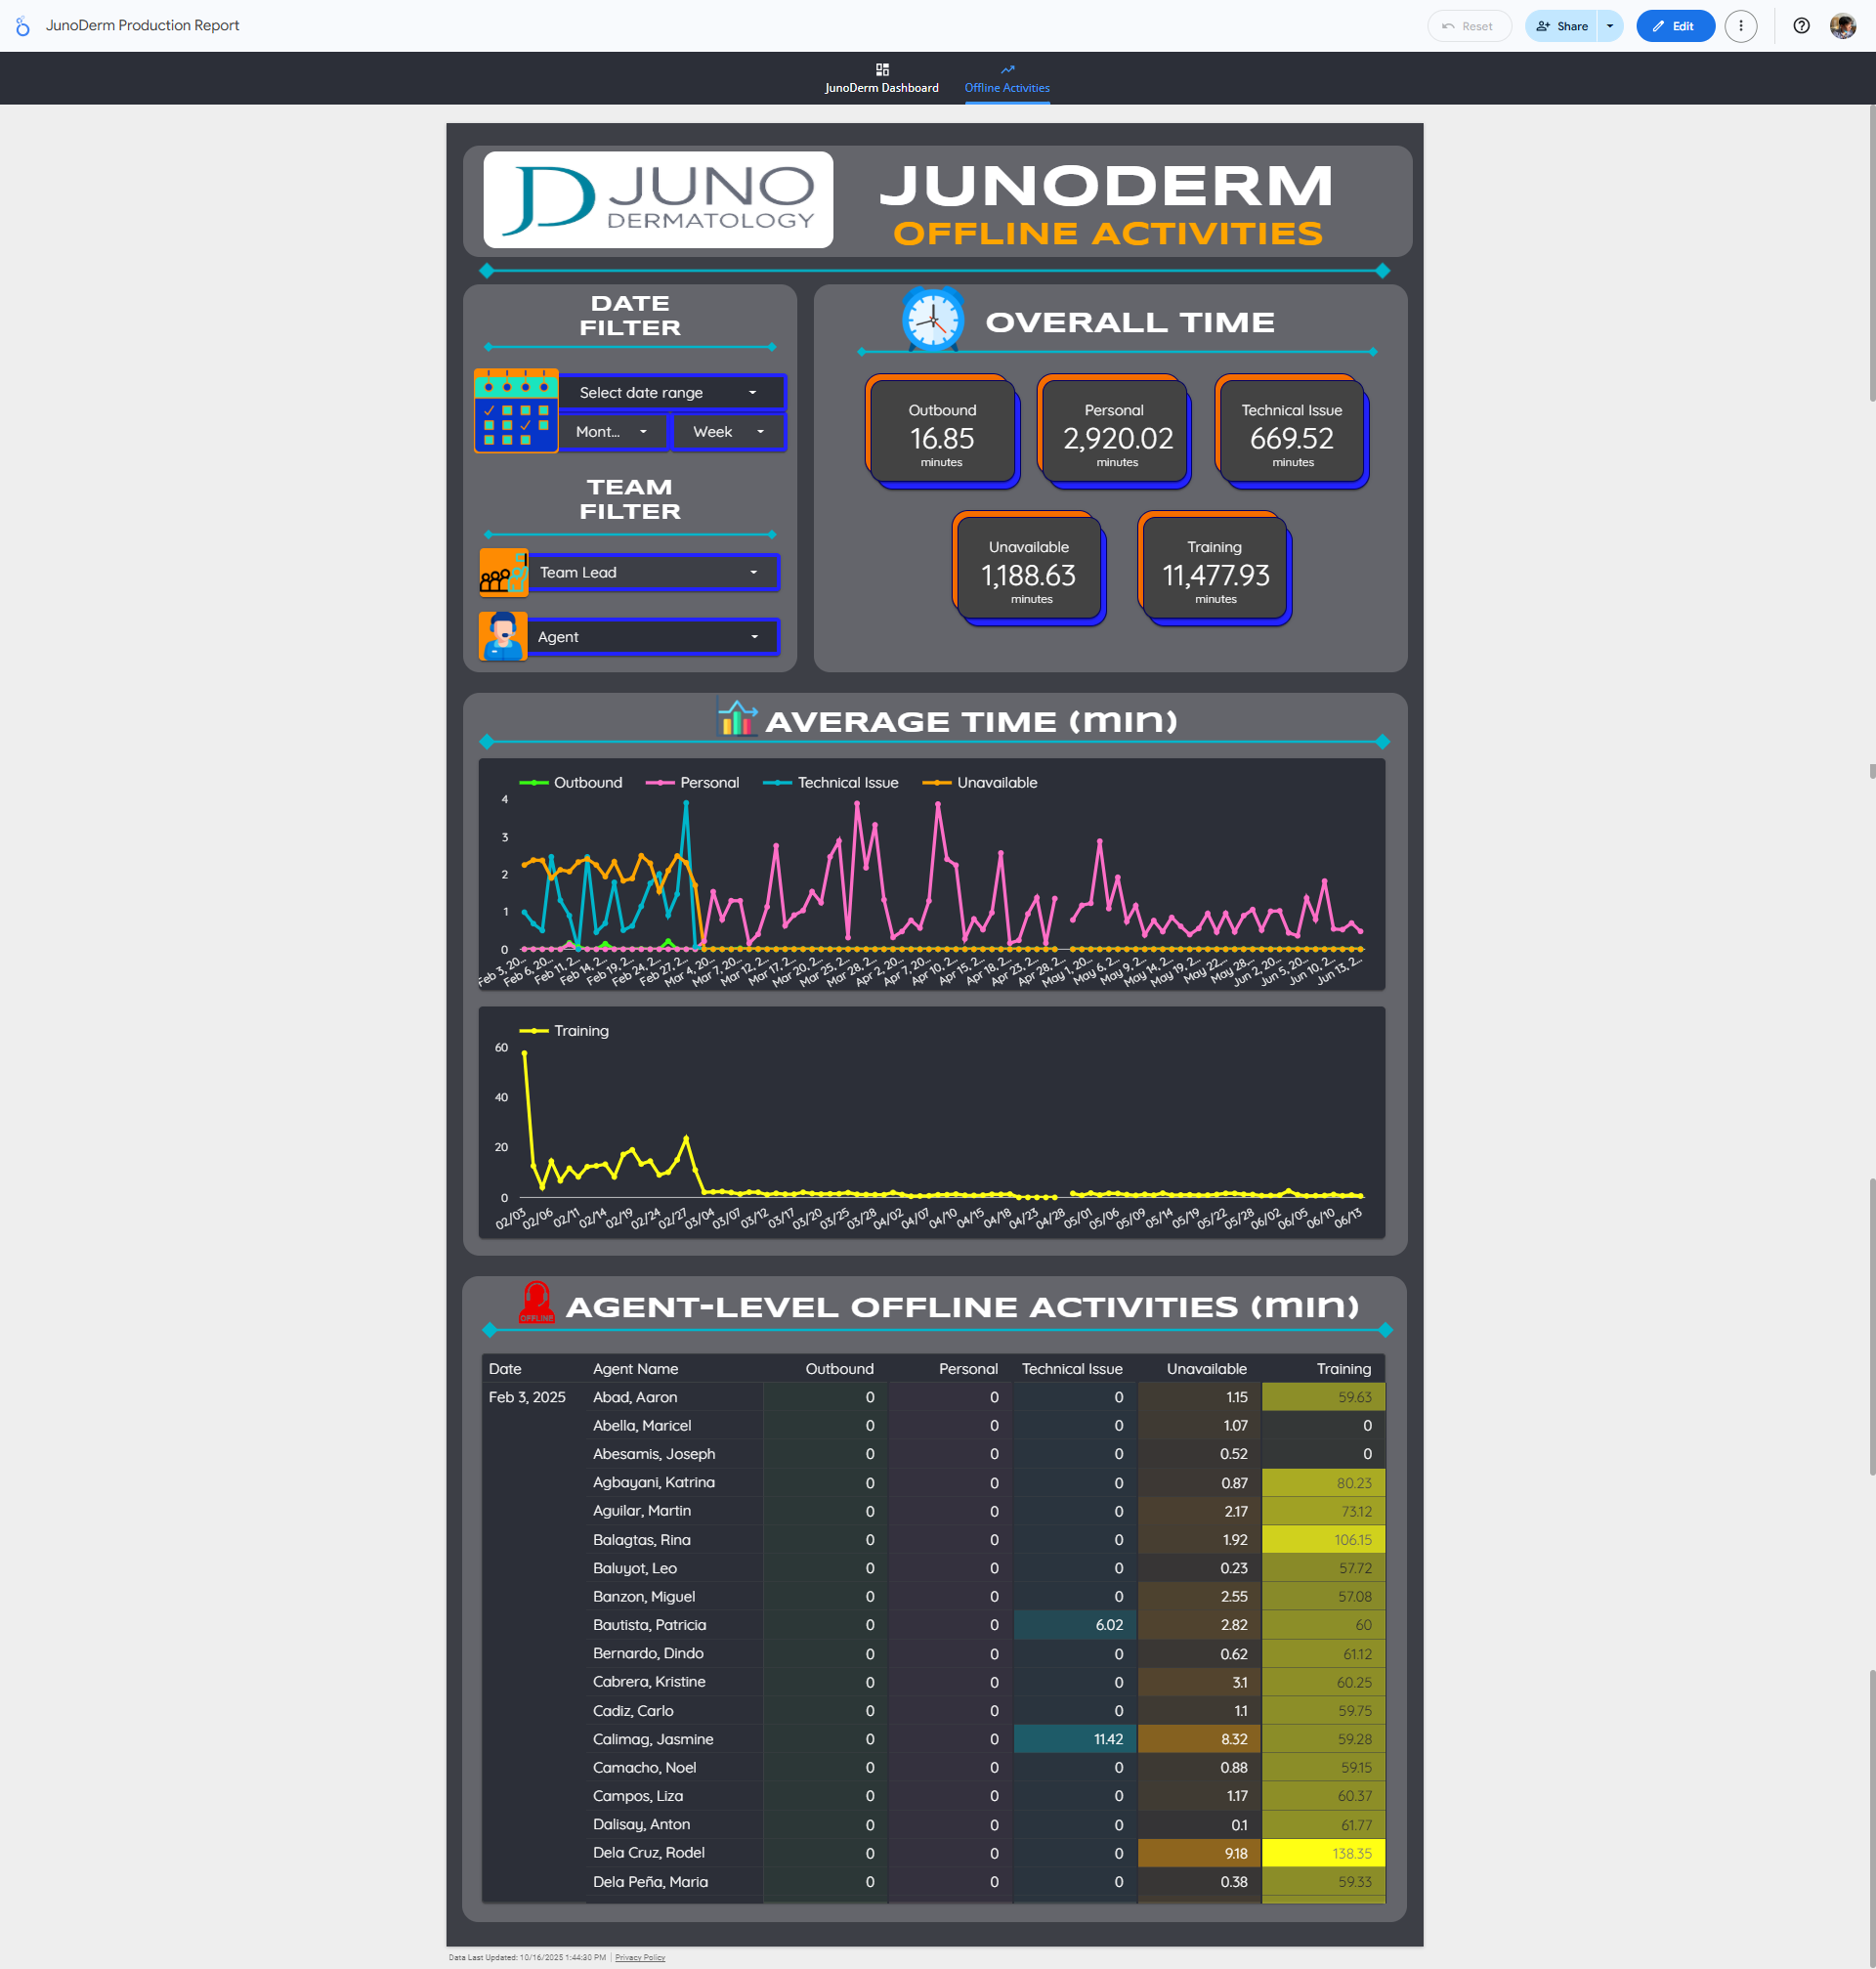 JunoDerm Production Report
Reset
Share
Edit
JunoDerm Dashboard
Offline Activities
JD JUNO
DERMATOLOGY
JUNODERM
OFFLINE ACTIVITIES
DATE
FILTER
Select date range
Mont...
Week
TEAM
FILTER
Team Lead
Agent
OVERALL TIME
Outbound
16.85
minutes
Personal
2,920.02
minutes
Technical Issue
669.52
minutes
Unavailable
1,188.63
minutes
Training
11,477.93
minutes
AVERAGE TIME (min)
Outbound Personal Technical Issue Unavailable
4
3
2
1
0
Feb 3, 20... Feb 6, 20... Feb 11, 2... Feb 14, 2... Feb 19, 2... Feb 24, 2... Feb 27, 2... Mar 4, 20... Mar 7, 20... Mar 12, 2... Mar 17, 2... Mar 20, 2... Mar 25, 2... Mar 28, 2... Apr 2, 20... Apr 7, 20... Apr 10, 2... Apr 15, 2... Apr 18, 2... Apr 23, 2... Apr 28, 2... May 1, 20... May 6, 2... May 9, 2... May 14, 2... May 19, 2... May 22... May 28... Jun 2, 20... Jun 5, 20... Jun 10, 2... Jun 13, 2...
Training
60
40
20
0
02/03 02/06 02/11 02/14 02/19 02/24 02/27 03/04 03/07 03/12 03/17 03/20 03/25 03/28 04/02 04/07 04/10 04/15 04/18 04/23 04/28 05/01 05/06 05/09 05/14 05/19 05/22 05/28 06/02 06/05 06/10 06/13
OFFLINE
AGENT-LEVEL OFFLINE ACTIVITIES (min)
Date Agent Name Outbound Personal Technical Issue Unavailable Training
Feb 3, 2025 Abad, Aaron 0 0 0 1.15 59.63
Abella, Maricel 0 0 0 1.07 0
Abesamis, Joseph 0 0 0 0.52 0
Agbayani, Katrina 0 0 0 0.87 80.23
Aguilar, Martin 0 0 0 2.17 73.12
Balagtas, Rina 0 0 0 1.92 106.15
Baluyot, Leo 0 0 0 0.23 57.72
Banzon, Miguel 0 0 0 2.55 57.08
Bautista, Patricia 0 0 6.02 2.82 60
Bernardo, Dindo 0 0 0 0.62 61.12
Cabrera, Kristine 0 0 0 3.1 60.25
Cadiz, Carlo 0 0 0 1.1 59.75
Calimag, Jasmine 0 0 11.42 8.32 59.28
Camacho, Noel 0 0 0 0.88 59.15
Campos, Liza 0 0 0 1.17 60.37
Dalisay, Anton 0 0 0 0.1 61.77
Dela Cruz, Rodel 0 0 0 9.18 138.35
Dela Peña, Maria 0 0 0 0.38 59.33
Data Last Updated: 10/16/2025 1:44:30 PM | Privacy Policy